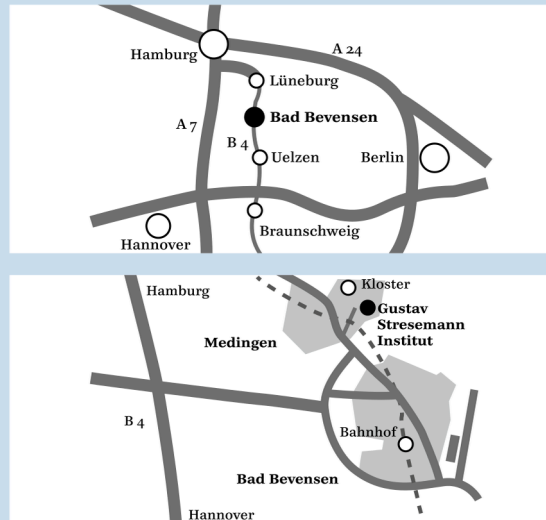 A 24
Hamburg
Lüneburg
Bad Bevensen
A 7
B 4
Uelzen
Berlin
Braunschweig
Hannover
Kloster
Hamburg
Gustav
Stresemann
Institut
Medingen
B 4
Bahnhof
Bad Bevensen
Hannover